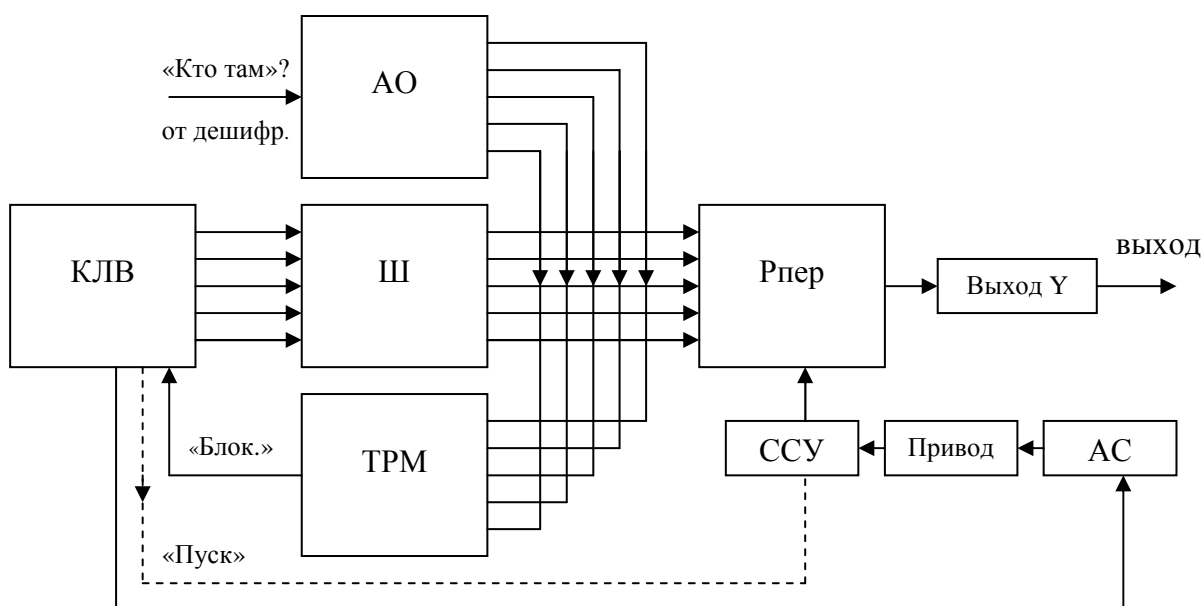 «Кто там»?
АО
от дешифр.
КЛВ
Ш
Рпер
выход
Выход Y
«Блок.»
ТРМ
ССУ
Привод
АС
«Пуск»